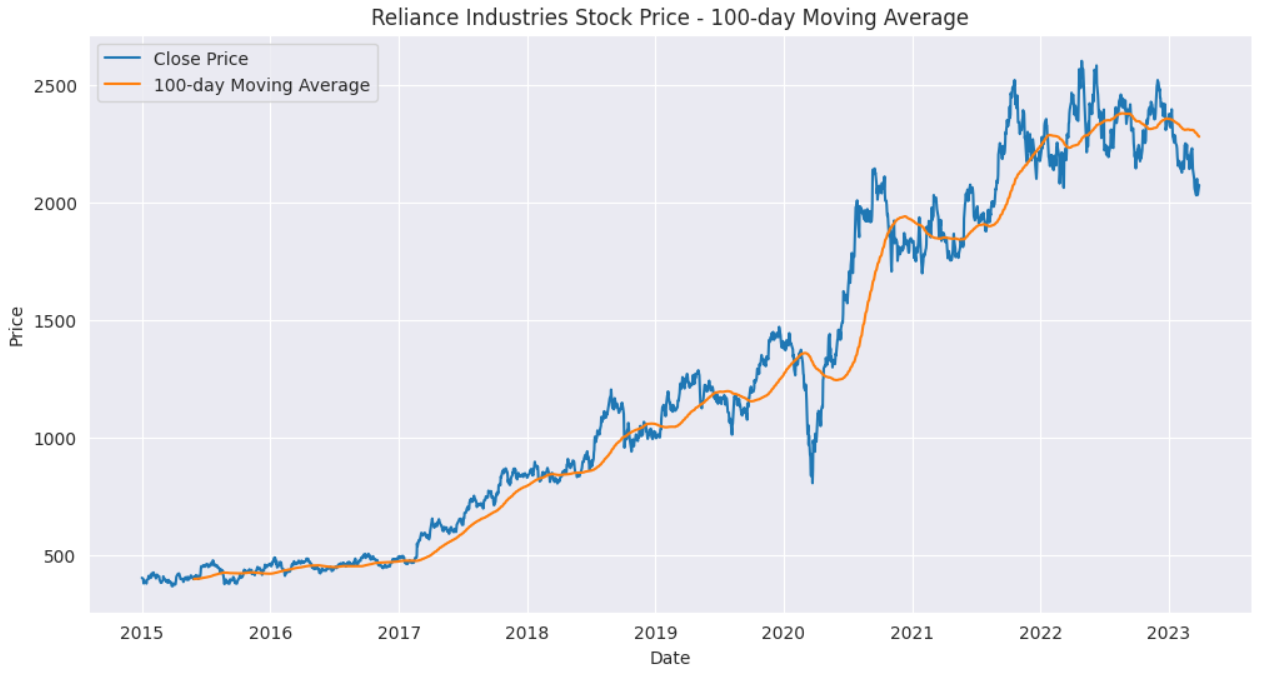 Reliance Industries Stock Price - 100-day Moving Average
Close Price
100-day Moving Average
2500
2000
1500
1000
500
Price
2015 2016 2017 2018 2019 2020 2021 2022 2023
Date